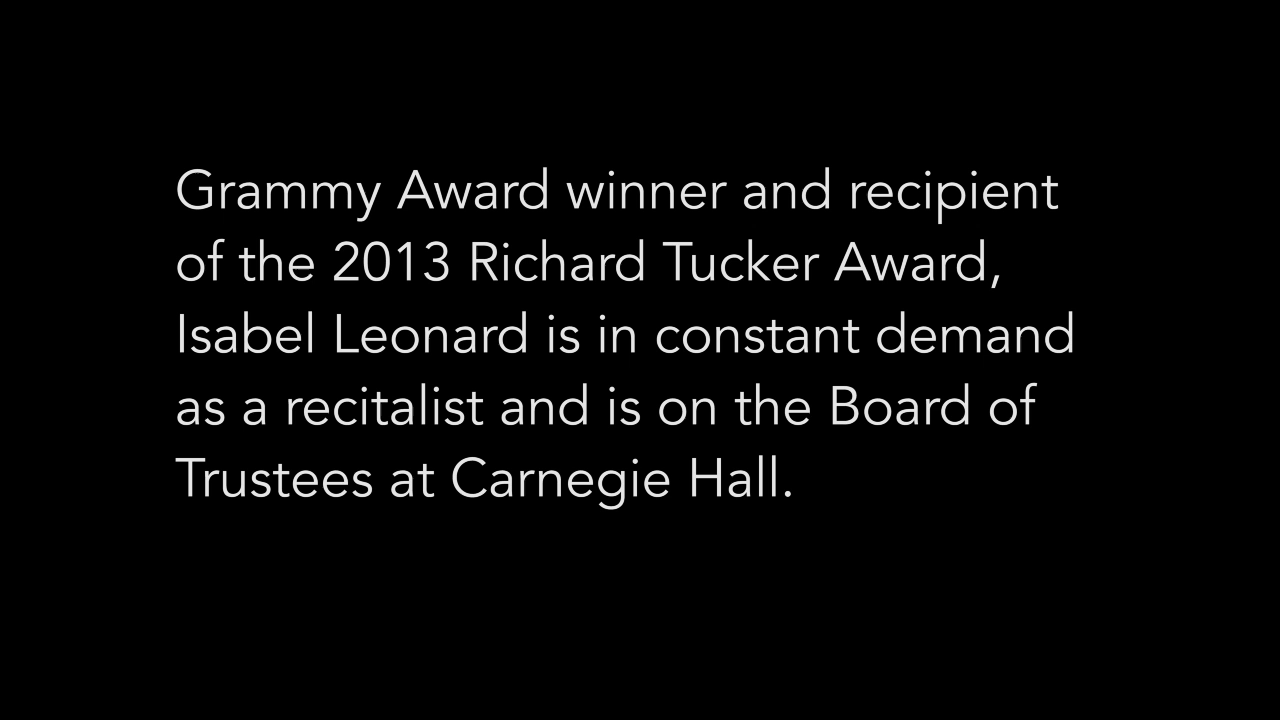 Grammy Award winner and recipient
of the 2013 Richard Tucker Award,
Isabel Leonard is in constant demand
as a recitalist and is on the Board of
Trustees at Carnegie Hall.